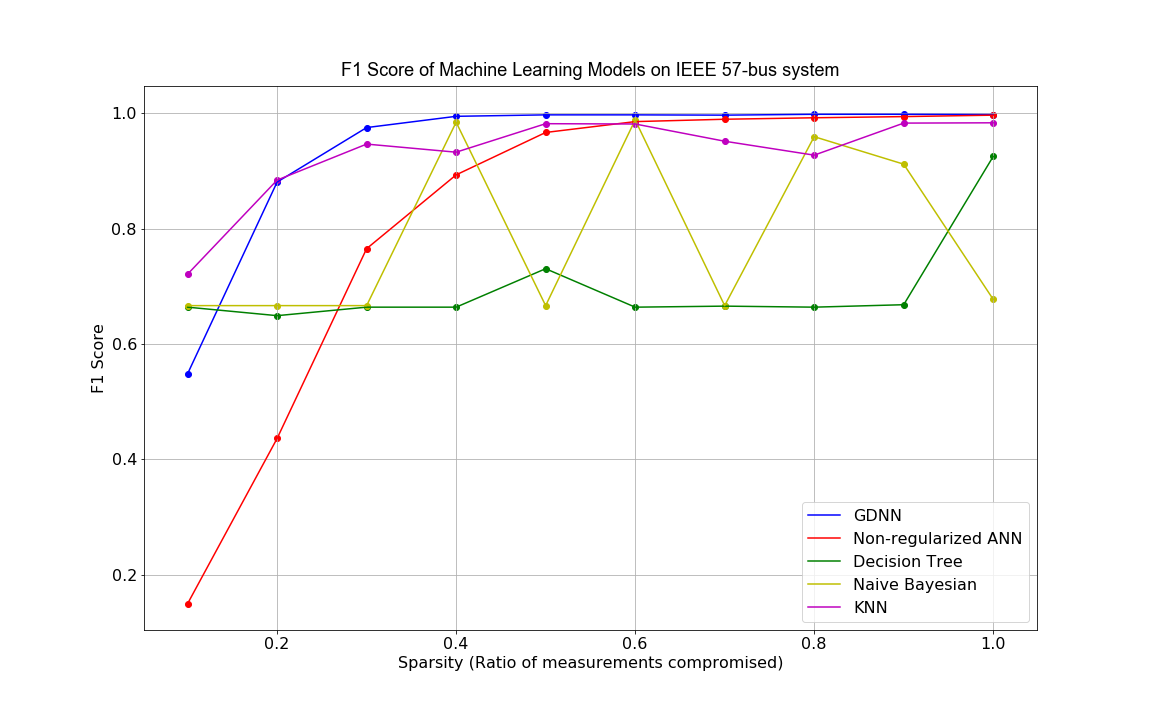 F1 Score of Machine Learning Models on IEEE 57-bus system
1.0
0.8
0.6
0.4
0.2
F1 Score
GDNN
Non-regularized ANN
Decision Tree
Naive Bayesian
KNN
0.2 0.4 0.6 0.8 1.0
Sparsity (Ratio of measurements compromised)